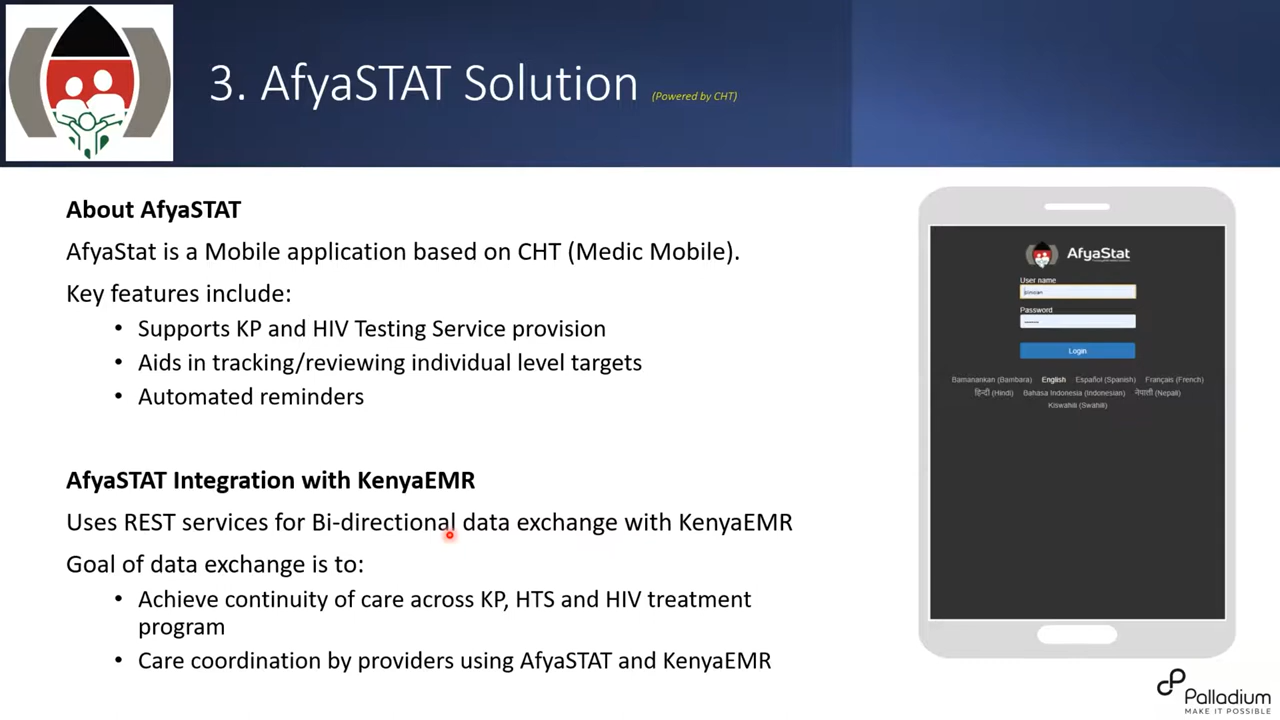 3. AfyaSTAT Solution (Powered by CHT)
About AfyaSTAT
AfyaStat is a Mobile application based on CHT (Medic Mobile).
Key features include:
• Supports KP and HIV Testing Service provision
• Aids in tracking/reviewing individual level targets
• Automated reminders
AfyaSTAT Integration with KenyaEMR
Uses REST services for Bi-directional data exchange with KenyaEMR
Goal of data exchange is to:
• Achieve continuity of care across KP, HTS and HIV treatment
program
• Care coordination by providers using AfyaSTAT and KenyaEMR
AfyaStat
User name
Password
Login
Bamanankan (Bambara) English Español (Spanish) Français (French)
हिन्दी (Hindi) Bahasa Indonesia (Indonesian) नेपाली (Nepali)
Kiswahili (Swahili)
Palladium
MAKE IT POSSIBLE